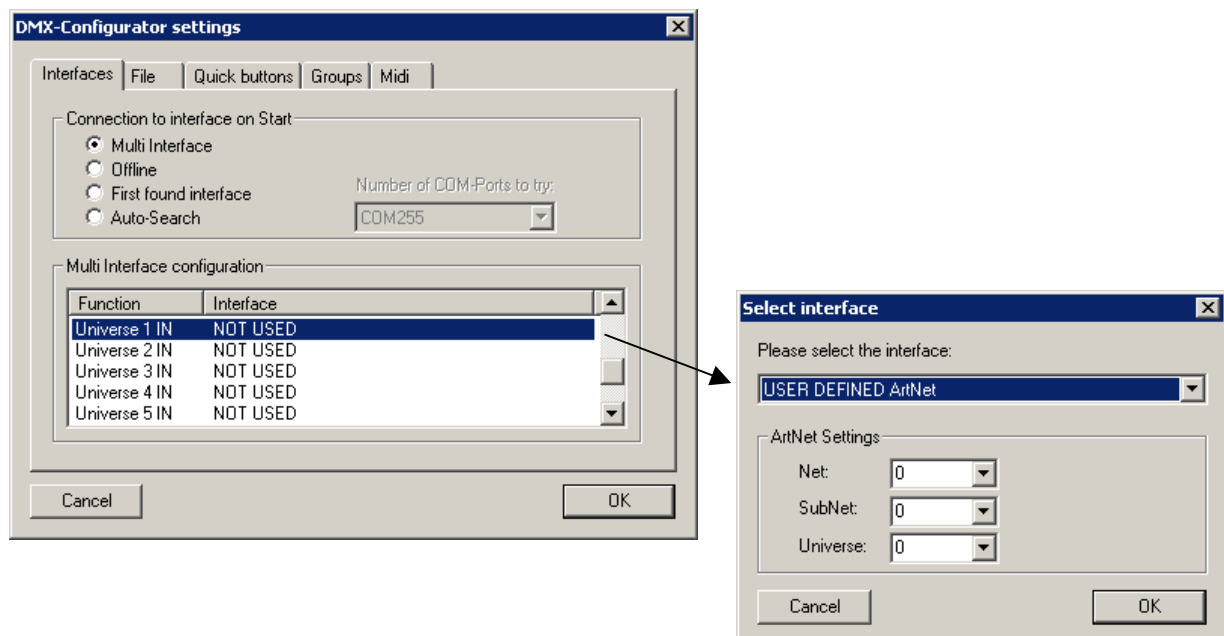 DMX-Configurator settings
Interfaces File Quick buttons Groups Midi
Connection to interface on Start
Multi Interface
Offline
First found interface
Number of COM-Ports to try:
Auto-Search
COM255
Multi Interface configuration
Function Interface
Universe 1 IN NOT USED
Universe 2 IN NOT USED
Universe 3 IN NOT USED
Universe 4 IN NOT USED
Universe 5 IN NOT USED
Cancel OK
Select interface
Please select the interface:
USER DEFINED ArtNet
ArtNet Settings
Net: 0
SubNet: 0
Universe: 0
Cancel OK